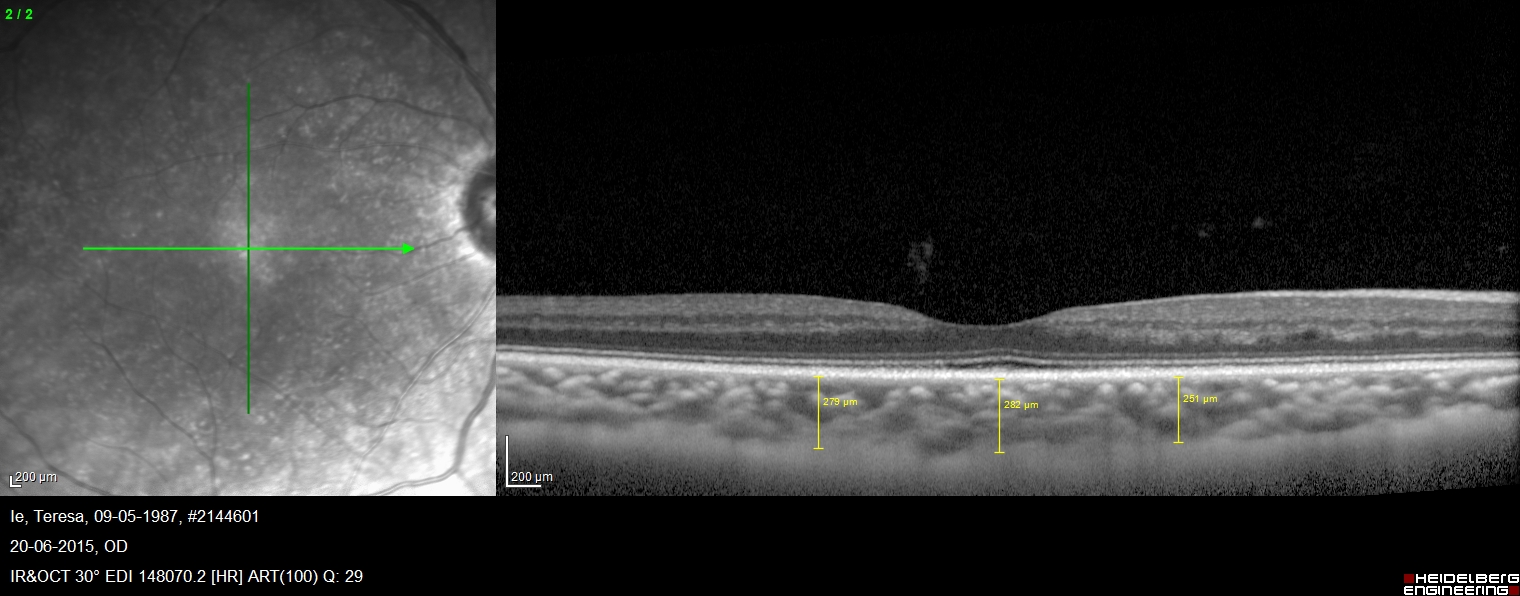 2 / 2
200 µm
279 µm
282 µm
251 µm
200 µm
Ie, Teresa, 09-05-1987, #2144601
20-06-2015, OD
IR&OCT 30° EDI 148070.2 [HR] ART(100) Q: 29
HEIDELBERG
ENGINEERING